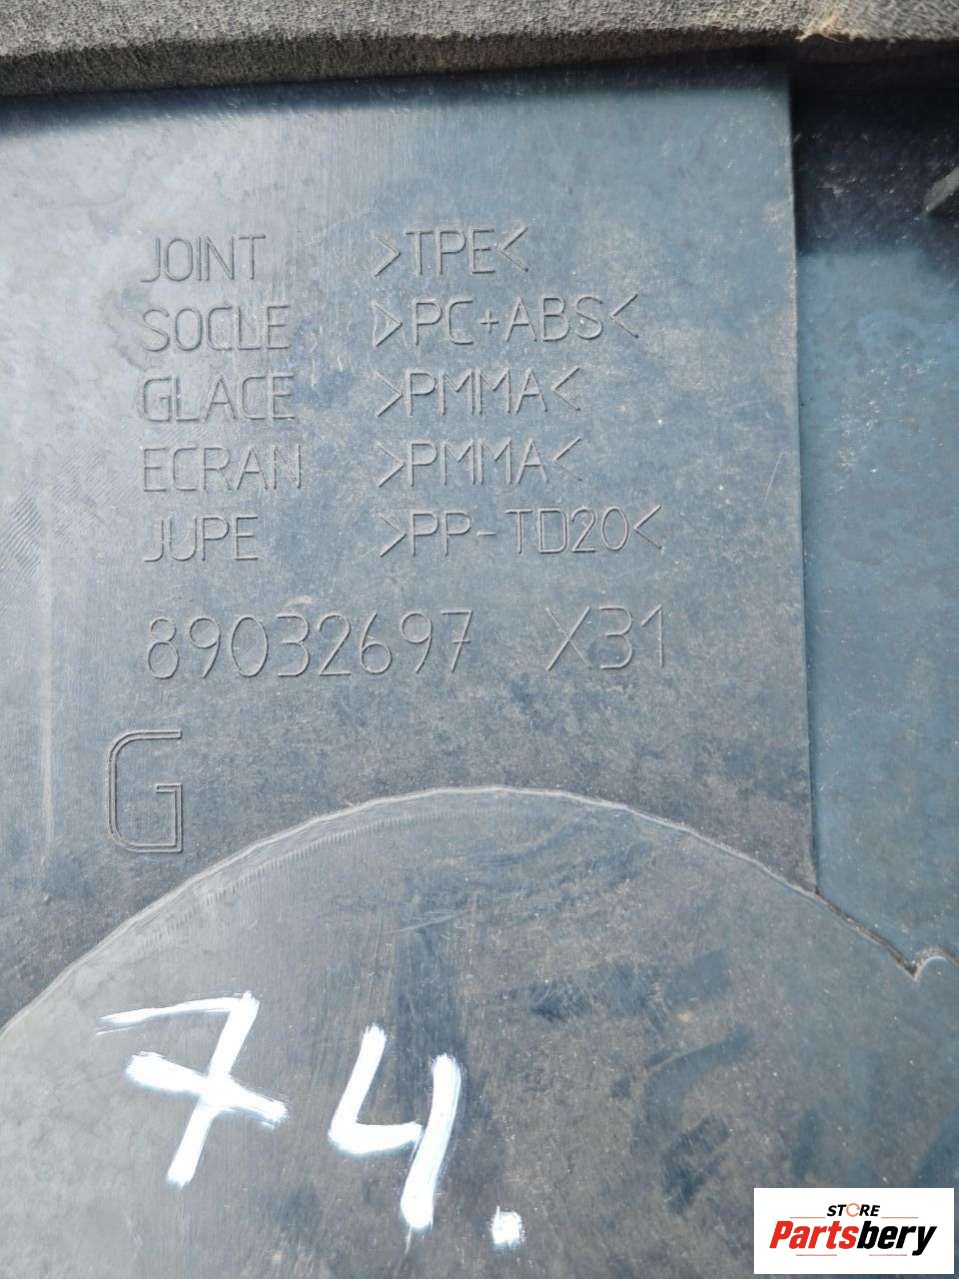 JOINT >TPE<
SOCLE >PC+ABS<
GLACE >PMMA<
ECRAN >PMMA<
JUPE >PP-TD20<
89032697 X31
G
74.
STORE
Partsbery